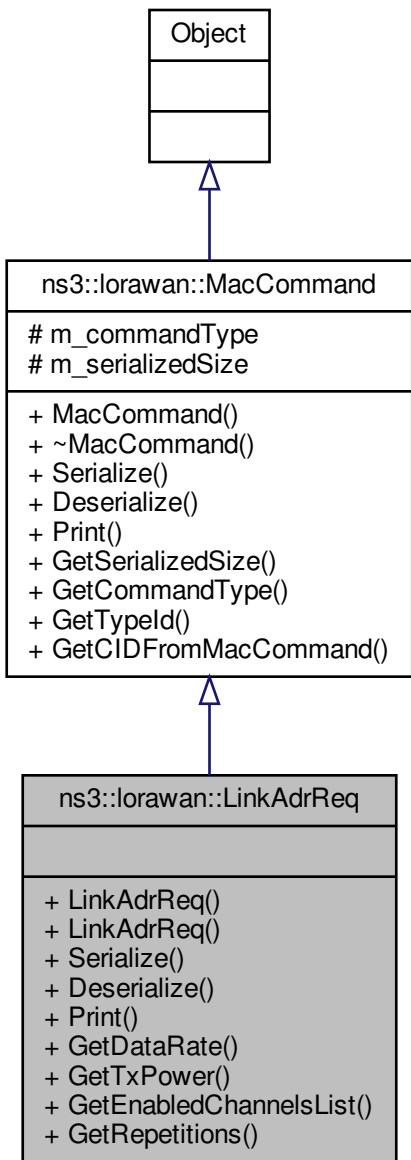 Object
ns3::lorawan::MacCommand
# m_commandType
# m_serializedSize
+ MacCommand()
+ ~MacCommand()
+ Serialize()
+ Deserialize()
+ Print()
+ GetSerializedSize()
+ GetCommandType()
+ GetTypeId()
+ GetCIDFromMacCommand()
ns3::lorawan::LinkAdrReq
+ LinkAdrReq()
+ LinkAdrReq()
+ Serialize()
+ Deserialize()
+ Print()
+ GetDataRate()
+ GetTxPower()
+ GetEnabledChannelsList()
+ GetRepetitions()